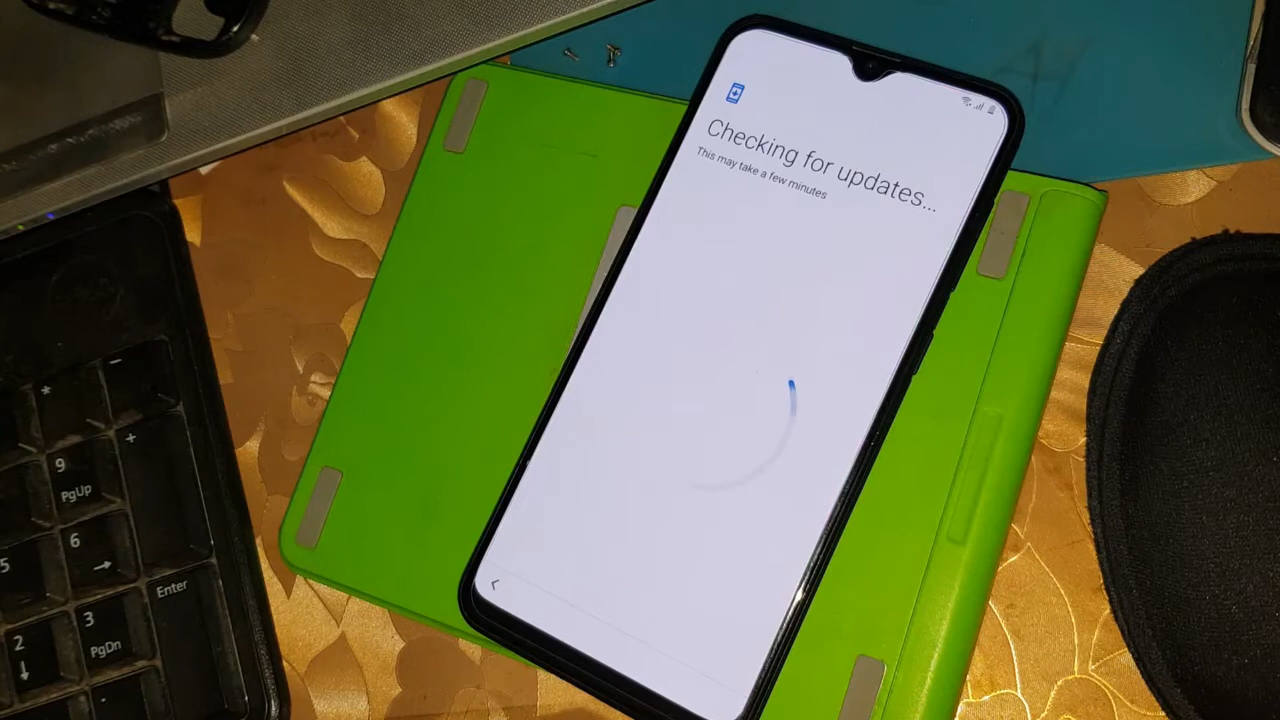 Checking for updates...
This may take a few minutes
-
*
+
9
PgUp
5
6
→
Enter
2
↓
3
PgDn
.